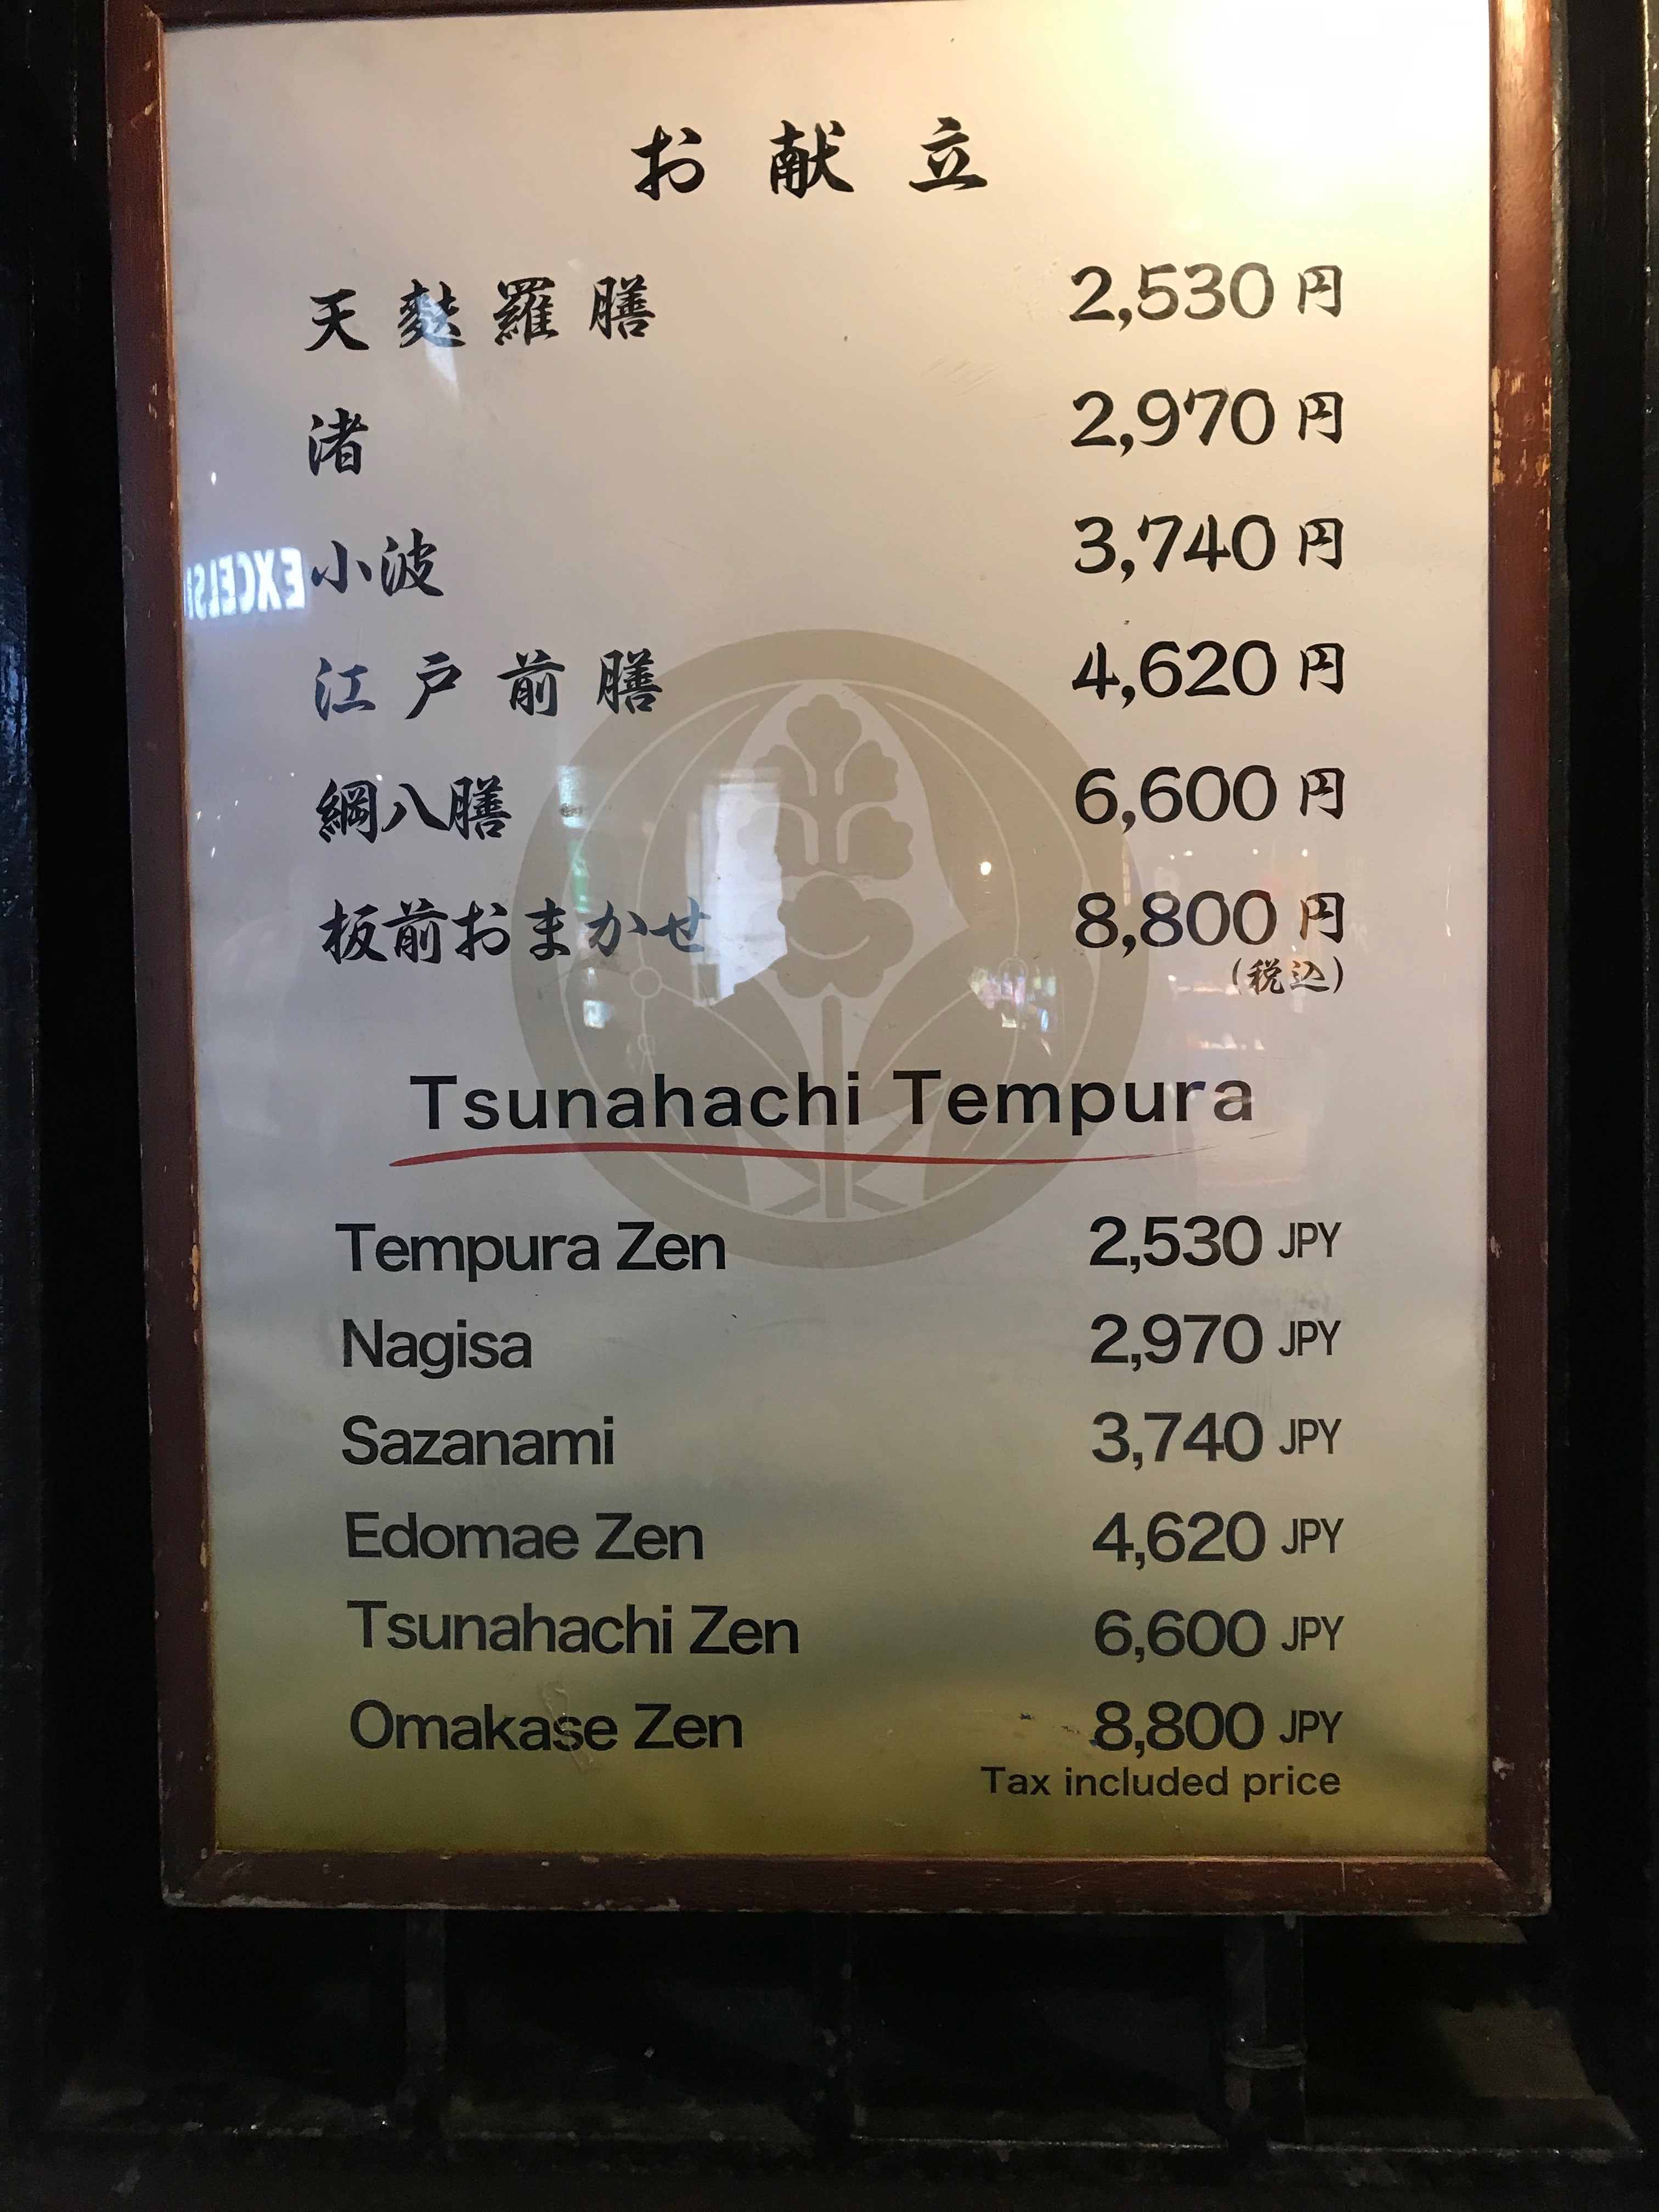 お献立
天麩羅膳 2,530円
渚 2,970円
小波 3,740円
江戸前膳 4,620円
綱八膳 6,600円
板前おまかせ 8,800円
(税込)
EXCELS
Tsunahachi Tempura
Tempura Zen 2,530 JPY
Nagisa 2,970 JPY
Sazanami 3,740 JPY
Edomae Zen 4,620 JPY
Tsunahachi Zen 6,600 JPY
Omakase Zen 8,800 JPY
Tax included price